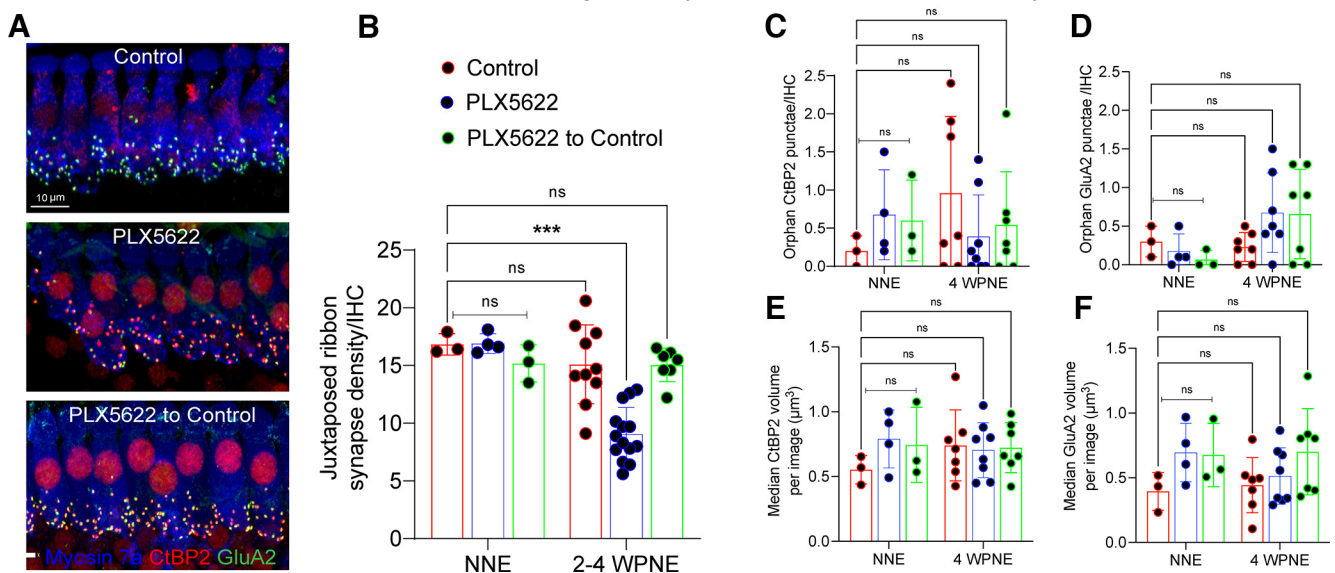 A
Control
10 µm
PLX5622
PLX5622 to Control
Myosin 7a CtBP2 GluA2
B
Control
PLX5622
PLX5622 to Control
ns
***
ns
ns
Juxtaposed ribbon
synapse density/IHC
25
20
15
10
5
0
NNE
2-4 WPNE
C
ns
ns
ns
ns
Orphan CtBP2 punctae/IHC
2.5
2.0
1.5
1.0
0.5
0.0
NNE
4 WPNE
D
ns
ns
ns
ns
Orphan GluA2 punctae /IHC
2.5
2.0
1.5
1.0
0.5
0.0
NNE
4 WPNE
E
ns
ns
ns
ns
Median CtBP2 volume
per image (µm³)
1.5
1.0
0.5
0.0
NNE
4 WPNE
F
ns
ns
ns
ns
Median GluA2 volume
per image (µm³)
1.5
1.0
0.5
0.0
NNE
4 WPNE